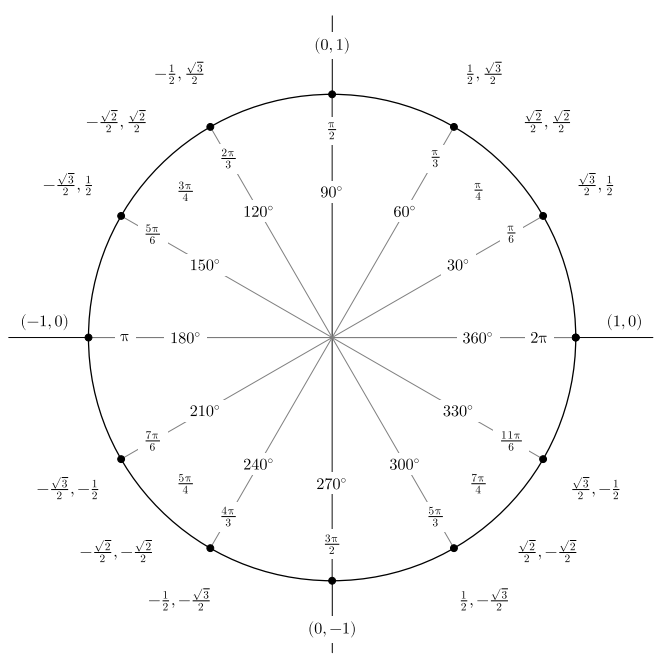 (0, 1)
−1/2, √3/2
1/2, √3/2
−√2/2, √2/2
√2/2, √2/2
−√3/2, 1/2
√3/2, 1/2
π/2
2π/3
π/3
3π/4
π/4
90°
120°
60°
5π/6
π/6
150°
30°
(−1, 0)
(1, 0)
π
180°
360°
2π
210°
330°
7π/6
11π/6
240°
300°
270°
5π/4
7π/4
−√3/2, −1/2
√3/2, −1/2
4π/3
5π/3
3π/2
−√2/2, −√2/2
√2/2, −√2/2
−1/2, −√3/2
1/2, −√3/2
(0, −1)